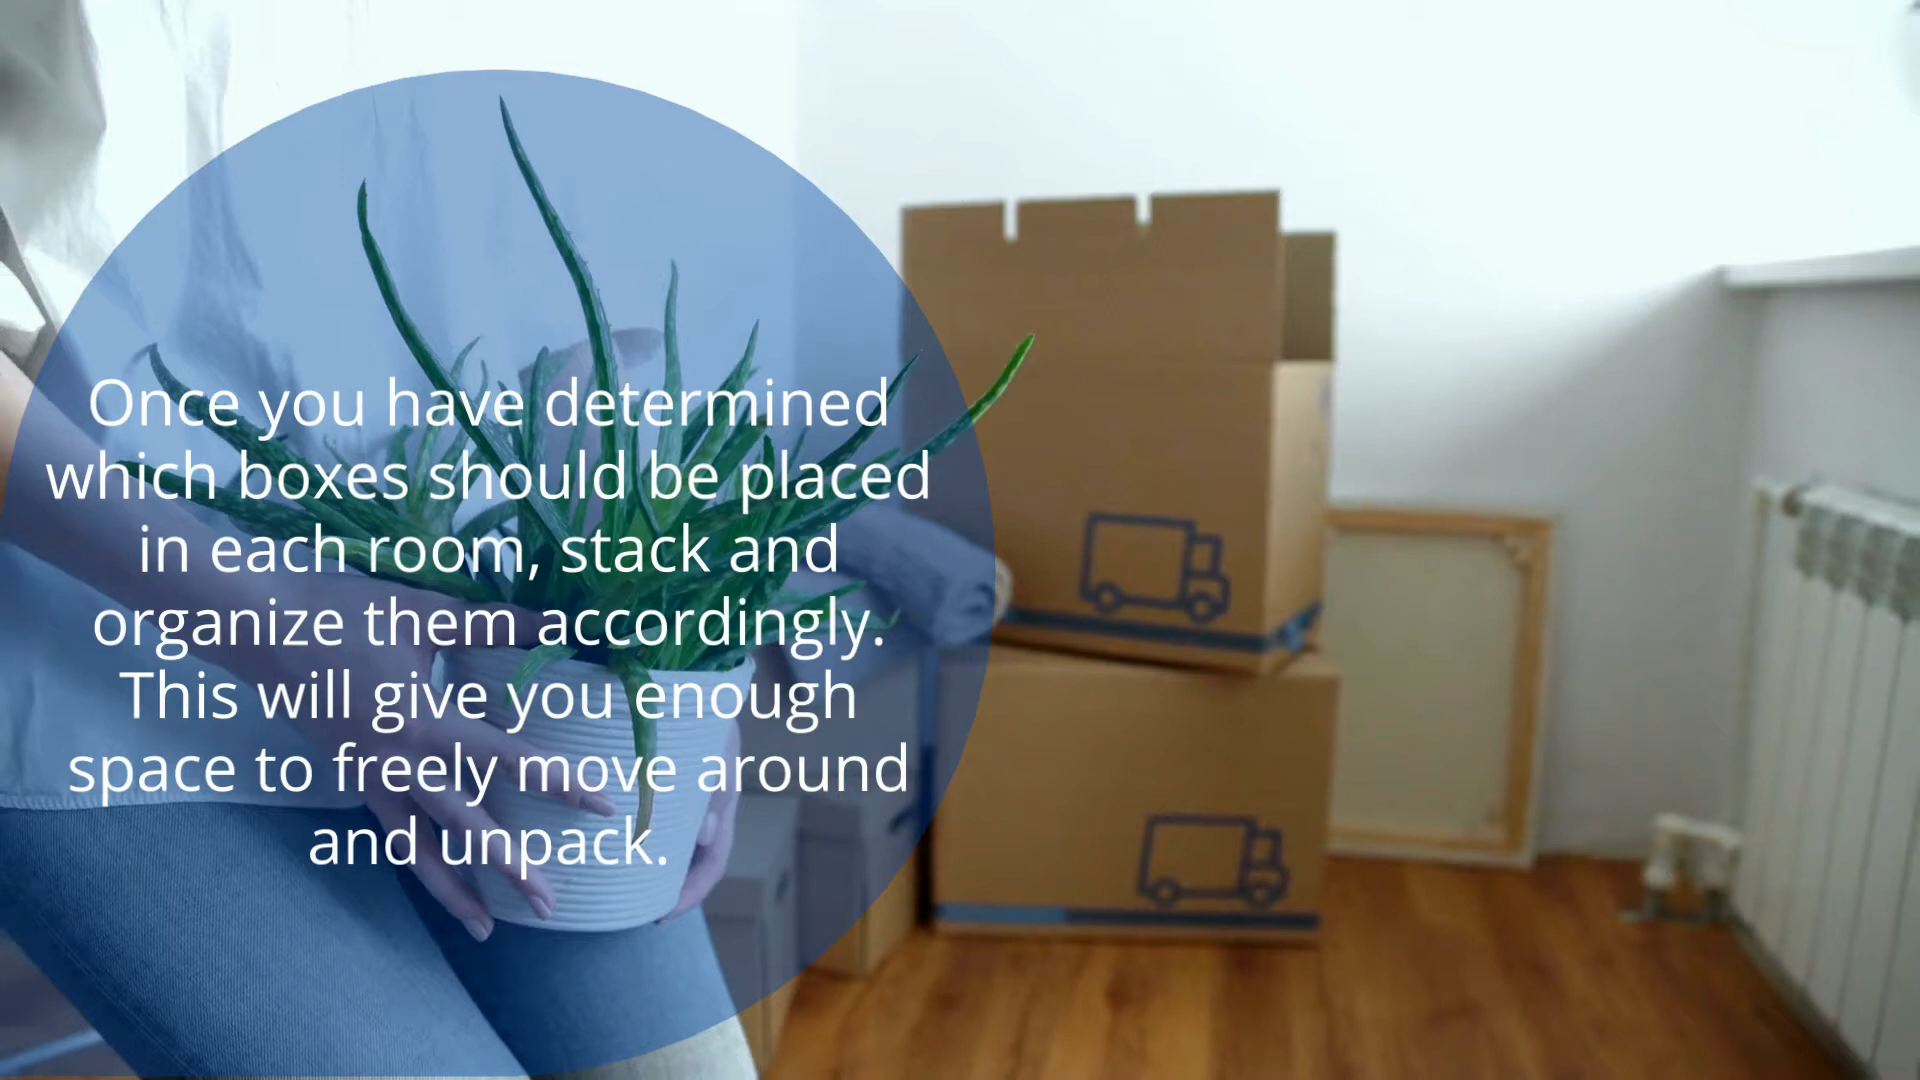 Once you have determined
which boxes should be placed
in each room, stack and
organize them accordingly.
This will give you enough
space to freely move around
and unpack.